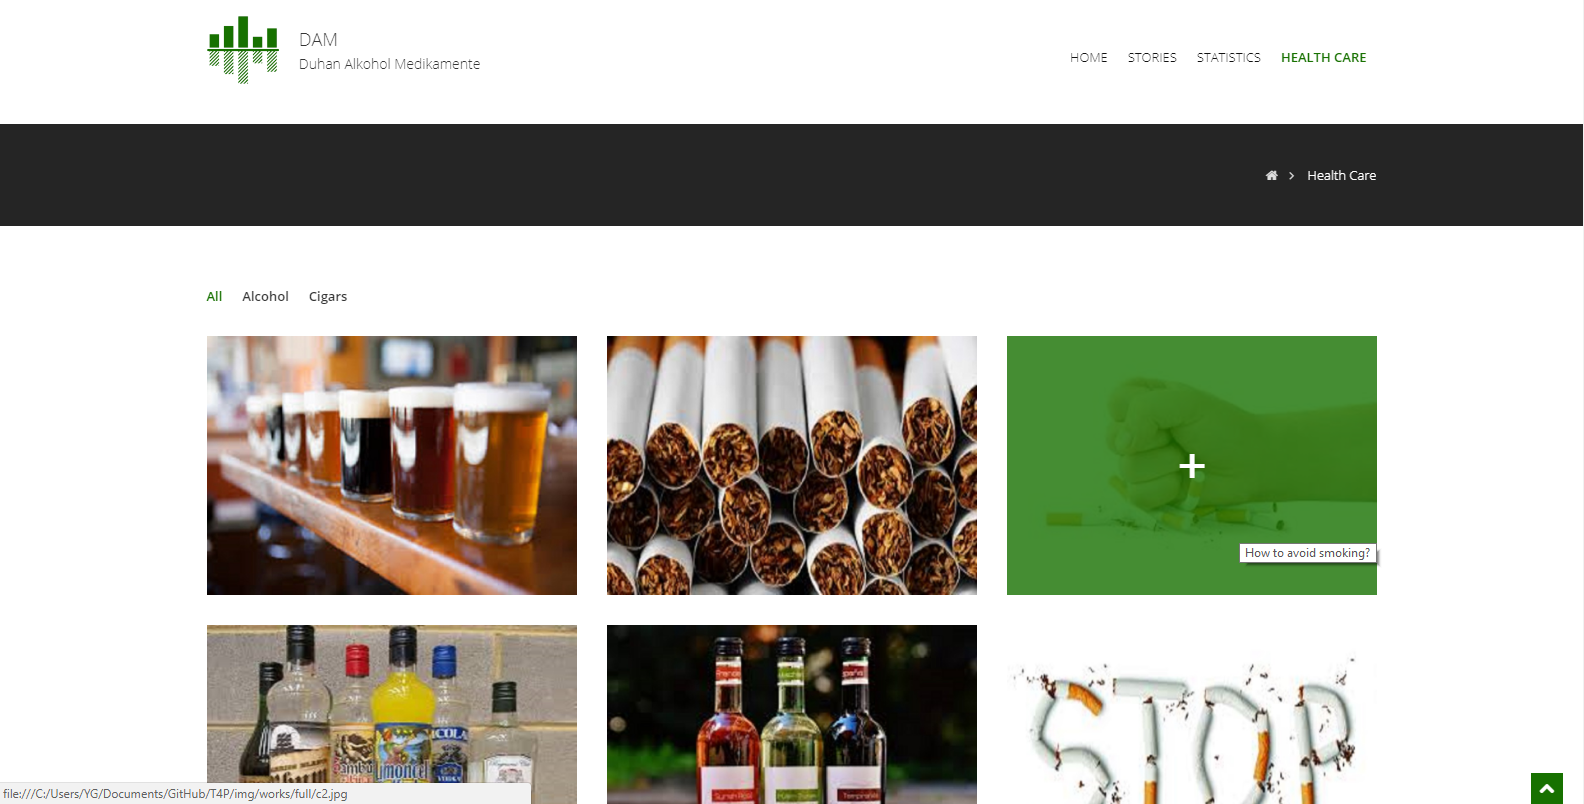 DAM
Duhan Alkohol Medikamente
HOME STORIES STATISTICS HEALTH CARE
Health Care
All Alcohol Cigars
How to avoid smoking?
STOP
file:///C:/Users/YG/Documents/GitHub/T4P/img/works/full/c2.jpg